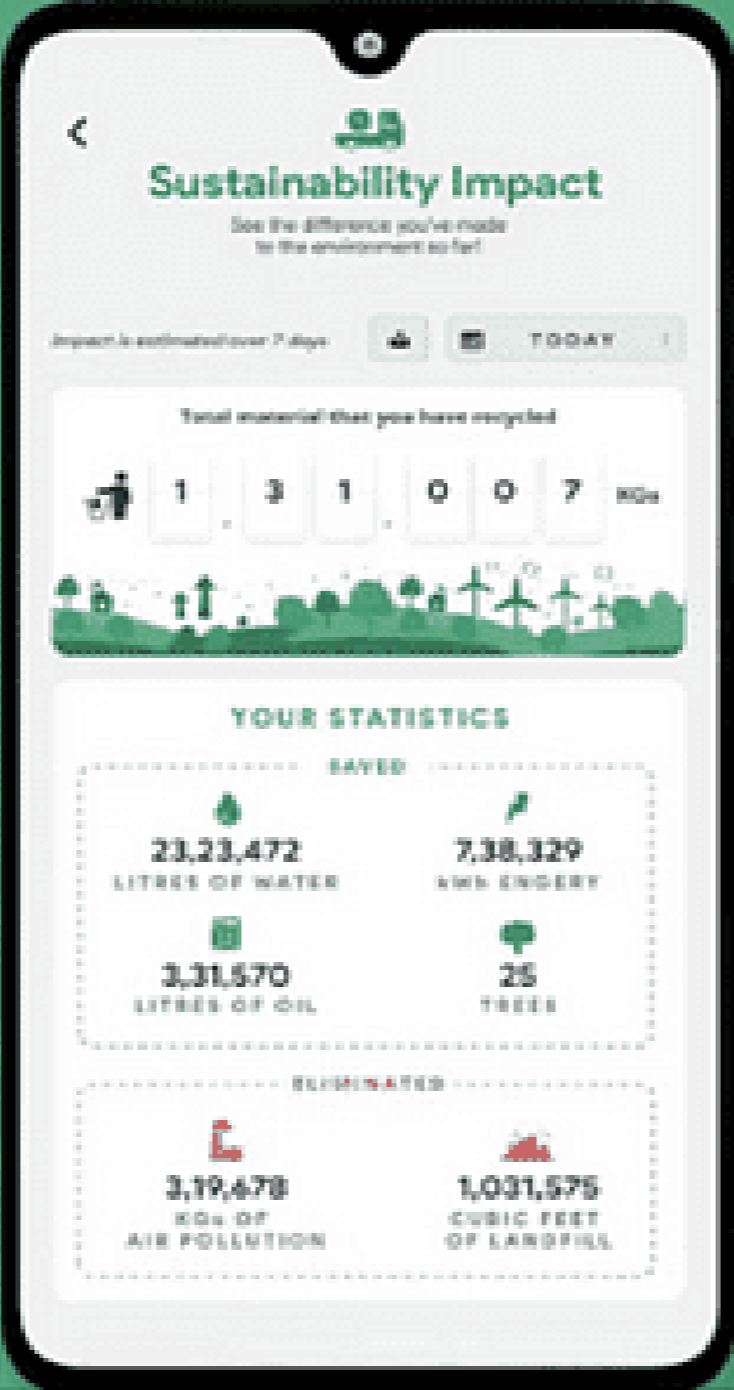 Sustainability Impact
See the difference you've made
to the environment so far!
Impact is estimated over 7 days
TODAY
Total material that you have recycled
1,31,007 KGs
YOUR STATISTICS
SAVED
23,23,472
LITRES OF WATER
7,38,329
kWh ENGERY
3,31,570
LITRES OF OIL
25
TREES
ELIMINATED
3,19,678
KGs OF
AIR POLLUTION
1,031,575
CUBIC FEET
OF LANDFILL